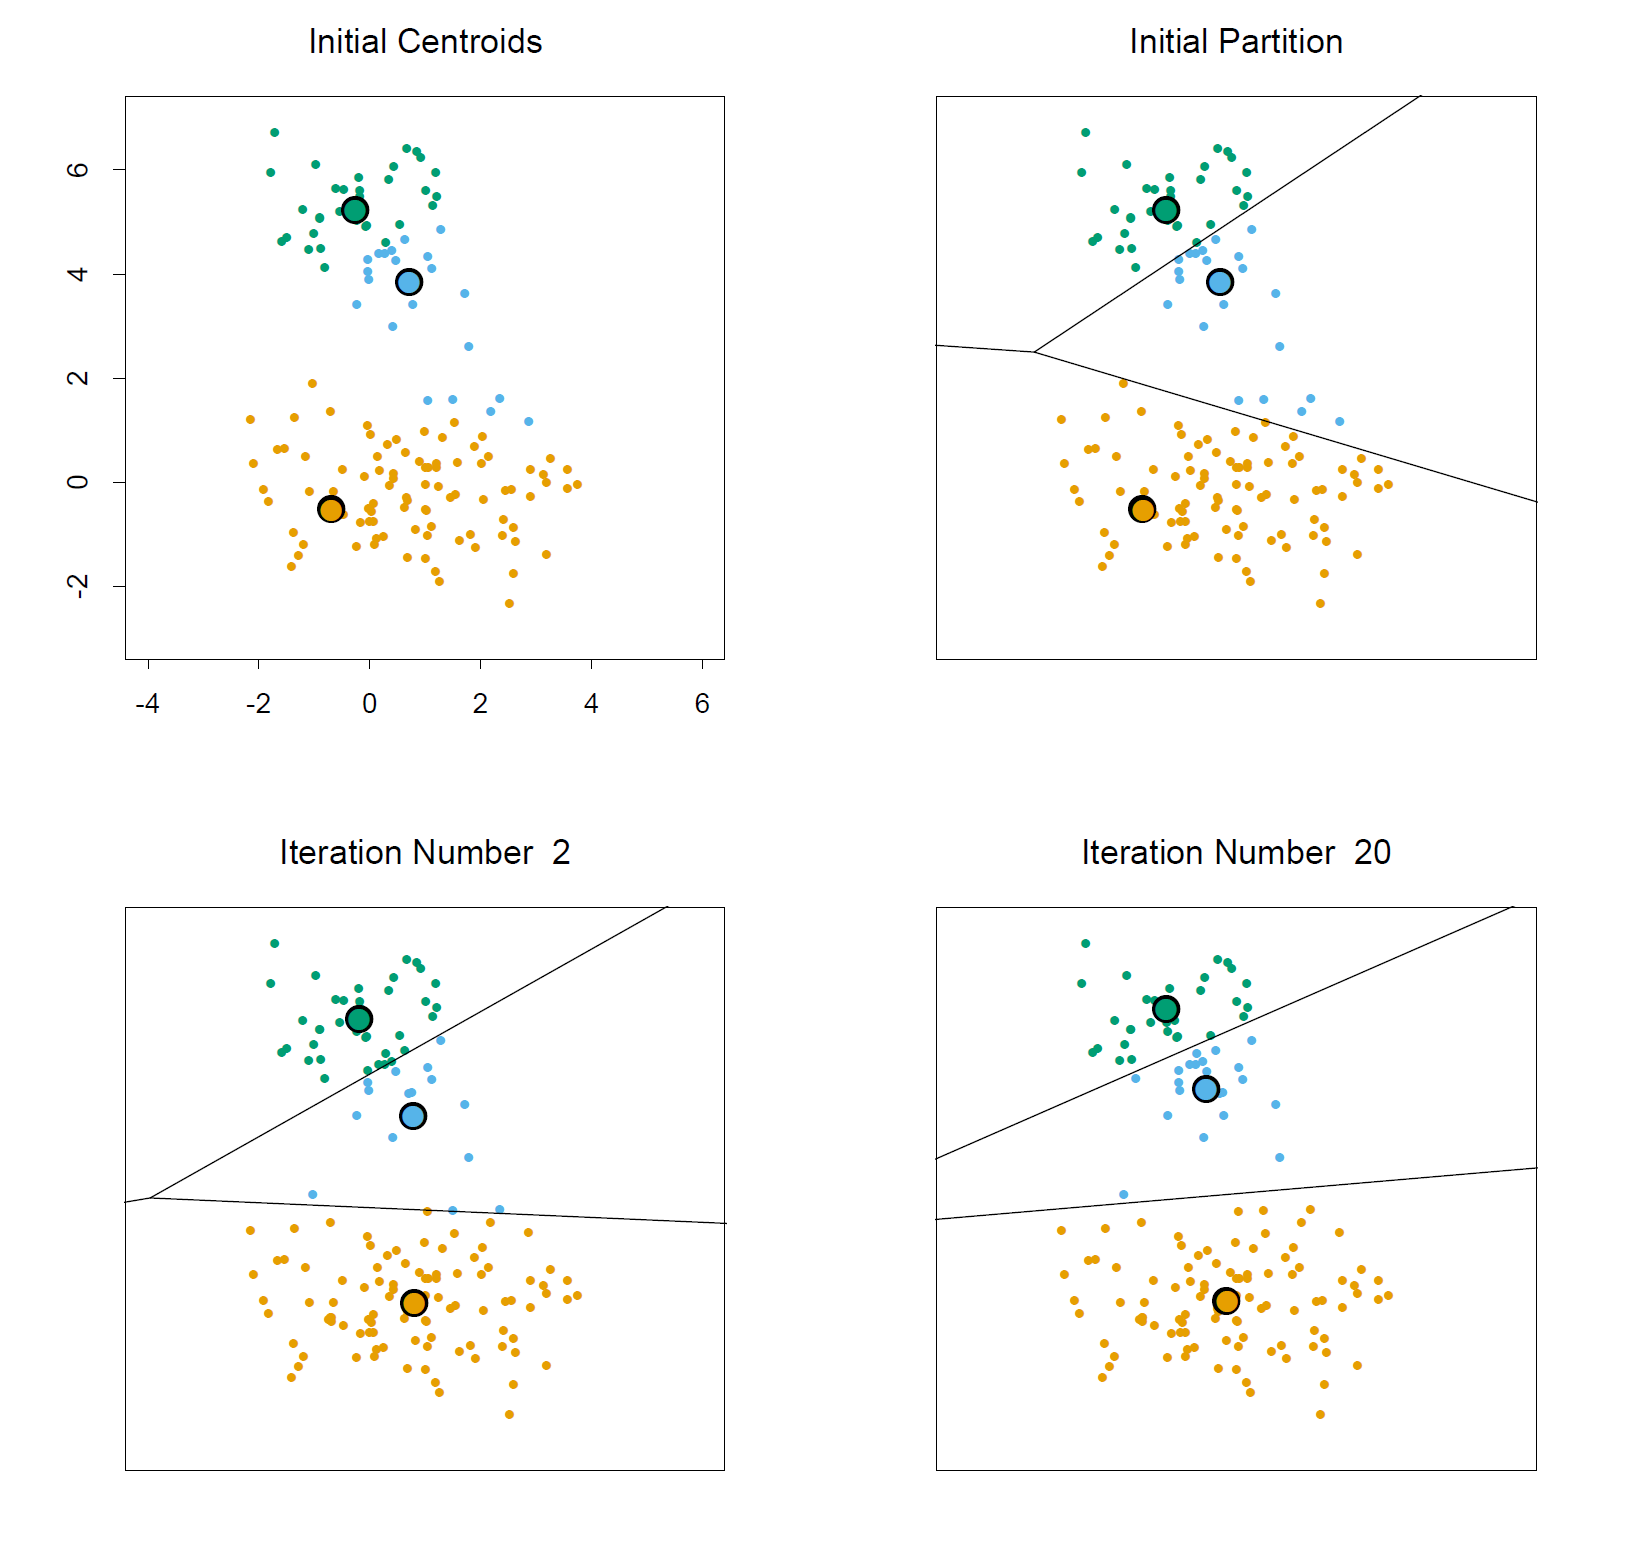 Initial Centroids
Initial Partition
6
4
2
0
-2
-4 -2 0 2 4 6
Iteration Number 2
Iteration Number 20